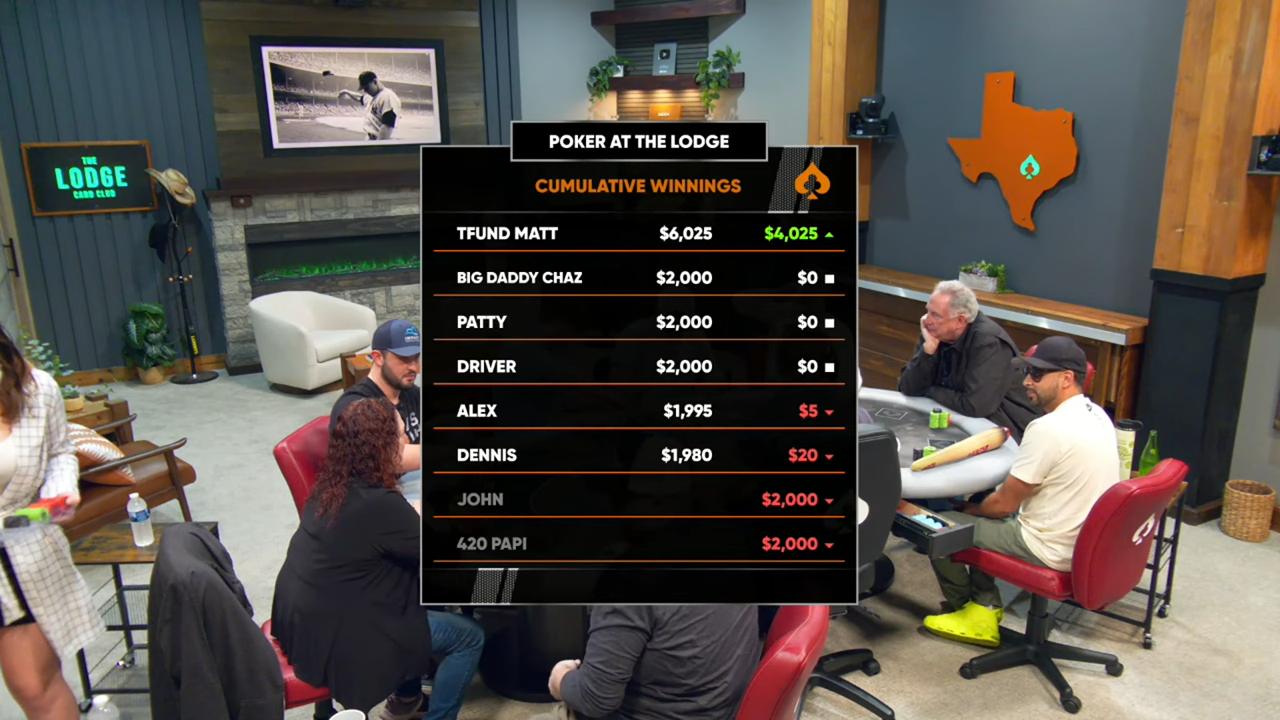 THE
LODGE
CARD CLUB
POKER AT THE LODGE
CUMULATIVE WINNINGS
TFUND MATT $6,025 $4,025
BIG DADDY CHAZ $2,000 $0
PATTY $2,000 $0
DRIVER $2,000 $0
ALEX $1,995 $5
DENNIS $1,980 $20
JOHN $2,000
420 PAPI $2,000